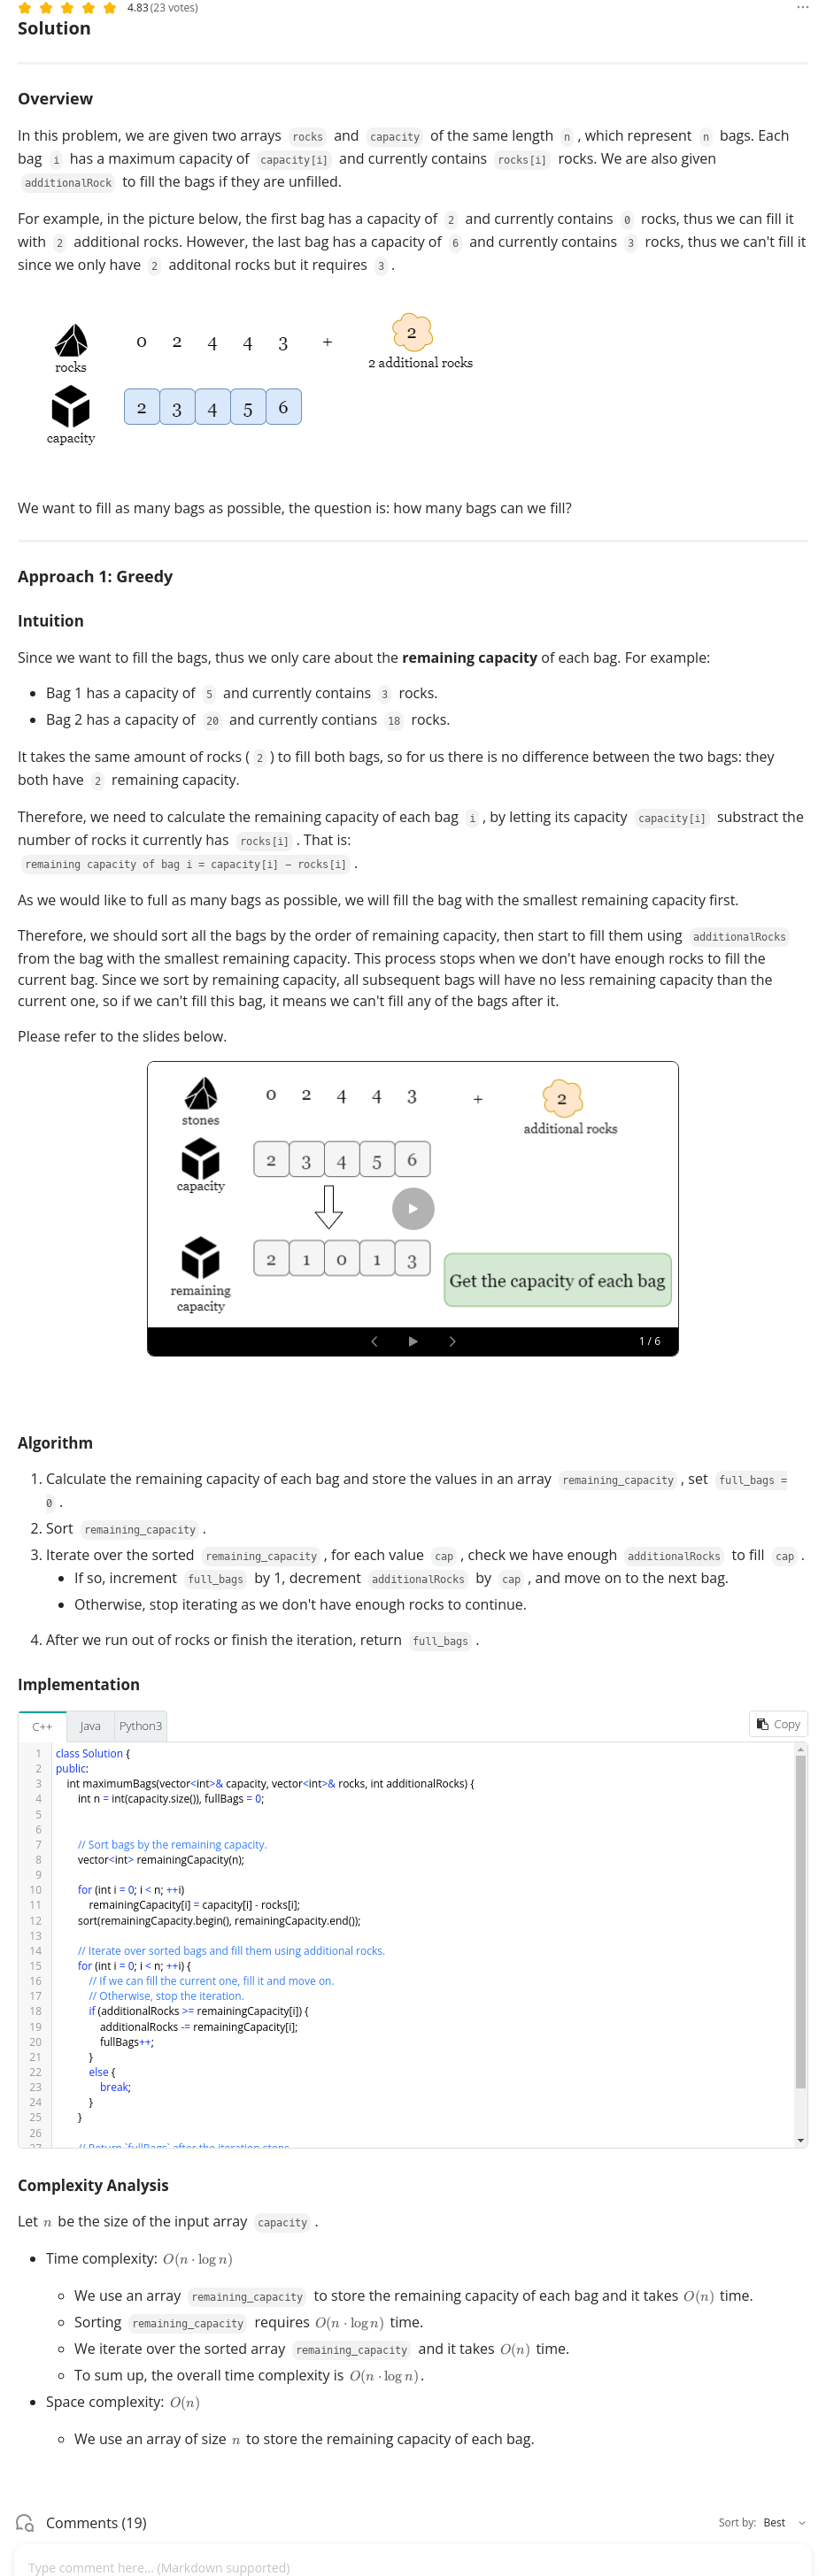 4.83 (23 votes)
Solution
Overview
In this problem, we are given two arrays rocks and capacity of the same length n , which represent n bags. Each
bag i has a maximum capacity of capacity[i] and currently contains rocks[i] rocks. We are also given
additionalRock to fill the bags if they are unfilled.
For example, in the picture below, the first bag has a capacity of 2 and currently contains 0 rocks, thus we can fill it
with 2 additional rocks. However, the last bag has a capacity of 6 and currently contains 3 rocks, thus we can't fill it
since we only have 2 additonal rocks but it requires 3 .
0 2 4 4 3 + 2
rocks
2 additional rocks
2 3 4 5 6
capacity
We want to fill as many bags as possible, the question is: how many bags can we fill?
Approach 1: Greedy
Intuition
Since we want to fill the bags, thus we only care about the remaining capacity of each bag. For example:
• Bag 1 has a capacity of 5 and currently contains 3 rocks.
• Bag 2 has a capacity of 20 and currently contians 18 rocks.
It takes the same amount of rocks ( 2 ) to fill both bags, so for us there is no difference between the two bags: they
both have 2 remaining capacity.
Therefore, we need to calculate the remaining capacity of each bag i , by letting its capacity capacity[i] substract the
number of rocks it currently has rocks[i] . That is:
remaining capacity of bag i = capacity[i] − rocks[i] .
As we would like to full as many bags as possible, we will fill the bag with the smallest remaining capacity first.
Therefore, we should sort all the bags by the order of remaining capacity, then start to fill them using additionalRocks
from the bag with the smallest remaining capacity. This process stops when we don't have enough rocks to fill the
current bag. Since we sort by remaining capacity, all subsequent bags will have no less remaining capacity than the
current one, so if we can't fill this bag, it means we can't fill any of the bags after it.
Please refer to the slides below.
0 2 4 4 3 + 2
stones
additional rocks
2 3 4 5 6
capacity
2 1 0 1 3
remaining
capacity
Get the capacity of each bag
1 / 6
Algorithm
1. Calculate the remaining capacity of each bag and store the values in an array remaining_capacity , set full_bags =
0 .
2. Sort remaining_capacity .
3. Iterate over the sorted remaining_capacity , for each value cap , check we have enough additionalRocks to fill cap .
• If so, increment full_bags by 1, decrement additionalRocks by cap , and move on to the next bag.
• Otherwise, stop iterating as we don't have enough rocks to continue.
4. After we run out of rocks or finish the iteration, return full_bags .
Implementation
C++ Java Python3 Copy
1 class Solution {
2 public:
3 int maximumBags(vector<int>& capacity, vector<int>& rocks, int additionalRocks) {
4 int n = int(capacity.size()), fullBags = 0;
5
6
7 // Sort bags by the remaining capacity.
8 vector<int> remainingCapacity(n);
9
10 for (int i = 0; i < n; ++i)
11 remainingCapacity[i] = capacity[i] - rocks[i];
12 sort(remainingCapacity.begin(), remainingCapacity.end());
13
14 // Iterate over sorted bags and fill them using additional rocks.
15 for (int i = 0; i < n; ++i) {
16 // If we can fill the current one, fill it and move on.
17 // Otherwise, stop the iteration.
18 if (additionalRocks >= remainingCapacity[i]) {
19 additionalRocks -= remainingCapacity[i];
20 fullBags++;
21 }
22 else {
23 break;
24 }
25 }
26
27 // Return `fullBags` after the iteration stops.
Complexity Analysis
Let n be the size of the input array capacity .
• Time complexity: O(n · log n)
◦ We use an array remaining_capacity to store the remaining capacity of each bag and it takes O(n) time.
◦ Sorting remaining_capacity requires O(n · log n) time.
◦ We iterate over the sorted array remaining_capacity and it takes O(n) time.
◦ To sum up, the overall time complexity is O(n · log n).
• Space complexity: O(n)
◦ We use an array of size n to store the remaining capacity of each bag.
Comments (19)
Sort by: Best
Type comment here... (Markdown supported)